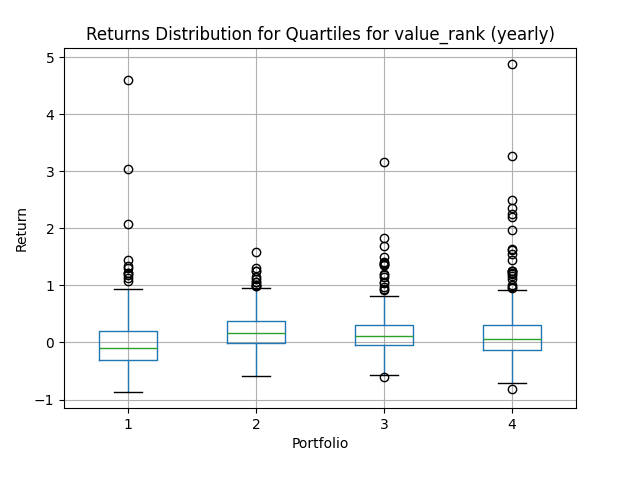 Returns Distribution for Quartiles for value_rank (yearly)
5
4
3
2
1
0
−1
Return
1 2 3 4
Portfolio